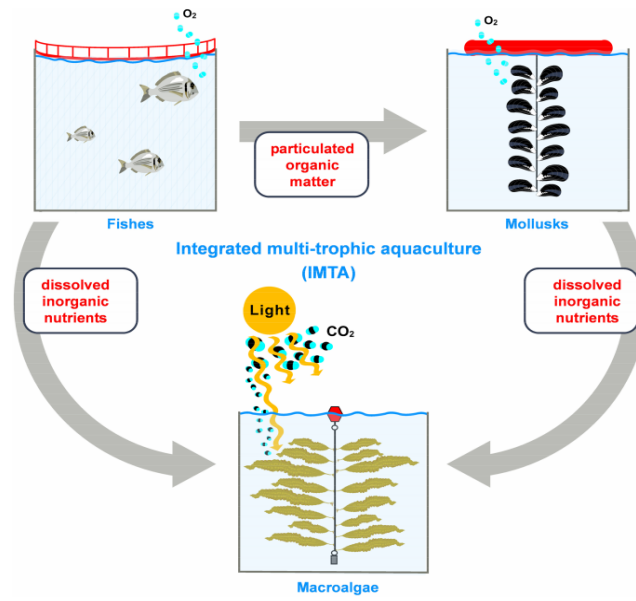 O₂
O₂
particulated
organic
matter
Fishes
Mollusks
Integrated multi-trophic aquaculture
(IMTA)
dissolved
inorganic
nutrients
dissolved
inorganic
nutrients
Light
CO₂
Macroalgae